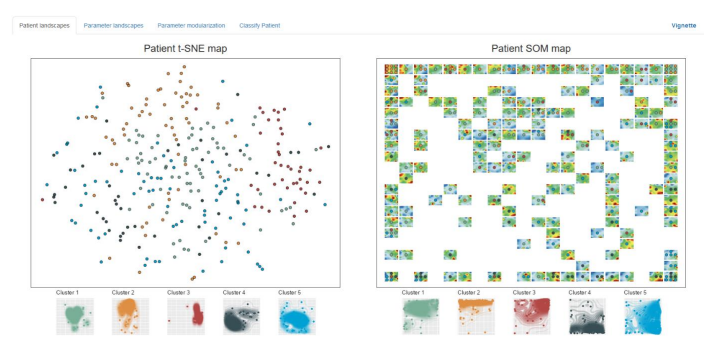 Patient landscapes Parameter landscapes Parameter modularization Classify Patient Vignette
Patient t-SNE map Patient SOM map
Cluster 1 Cluster 2 Cluster 3 Cluster 4 Cluster 5 Cluster 1 Cluster 2 Cluster 3 Cluster 4 Cluster 5